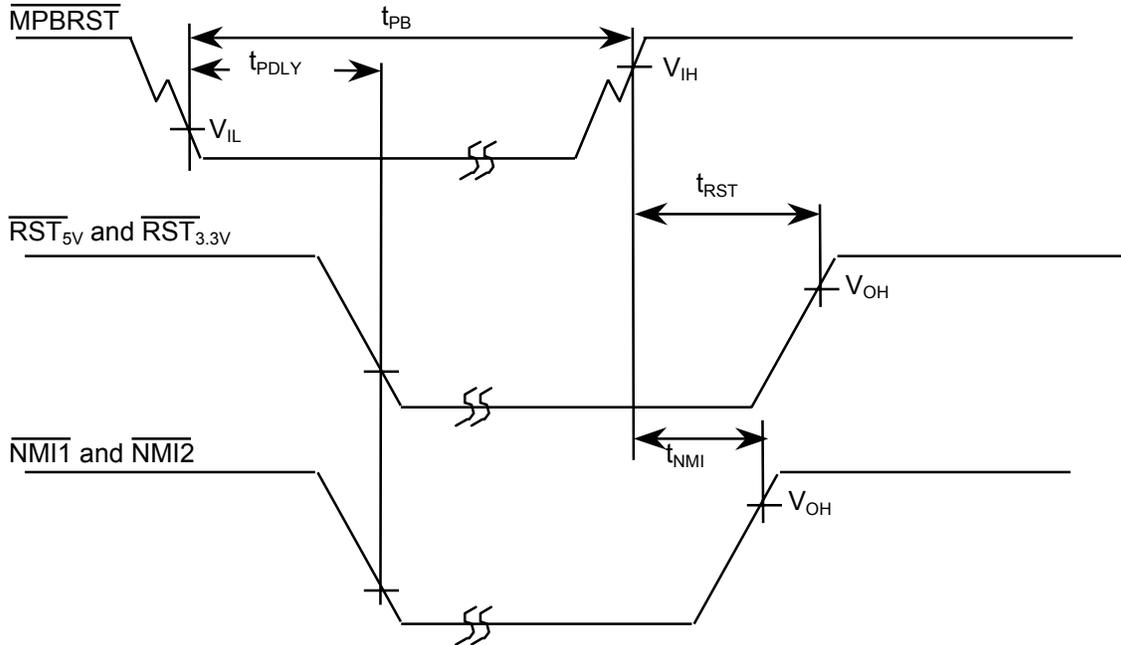 MPBRST
tPB
tPDLY
VIH
VIL
tRST
RST5V and RST3.3V
VOH
NMI1 and NMI2
tNMI
VOH